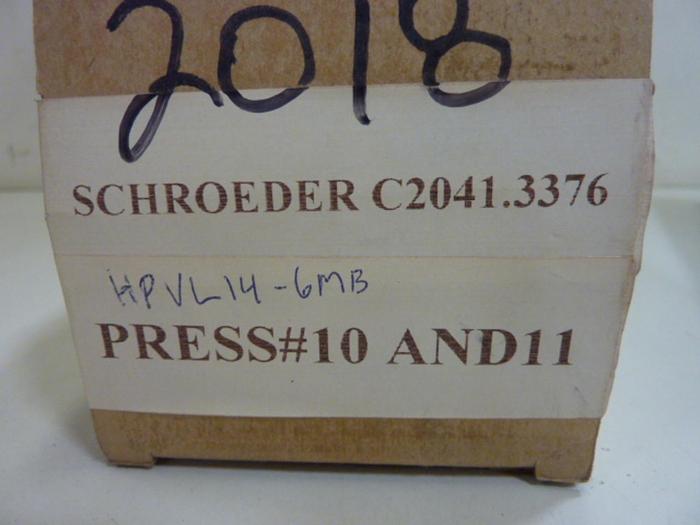 2018
SCHROEDER C2041.3376
HPVL14-6MB
PRESS#10 AND11